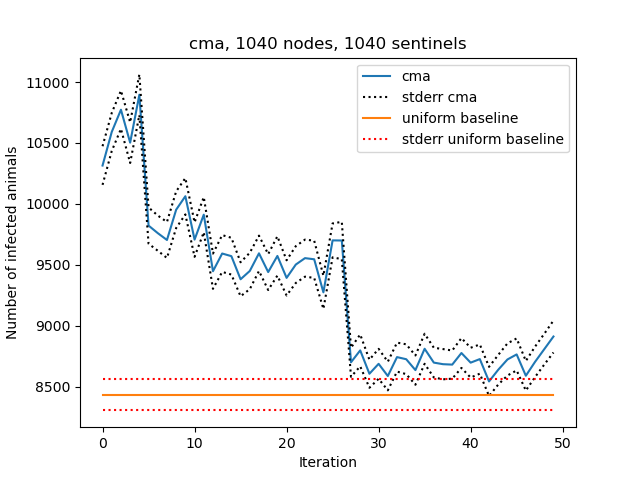 cma, 1040 nodes, 1040 sentinels
cma
stderr cma
uniform baseline
stderr uniform baseline
Number of infected animals
11000
10500
10000
9500
9000
8500
0 10 20 30 40 50
Iteration